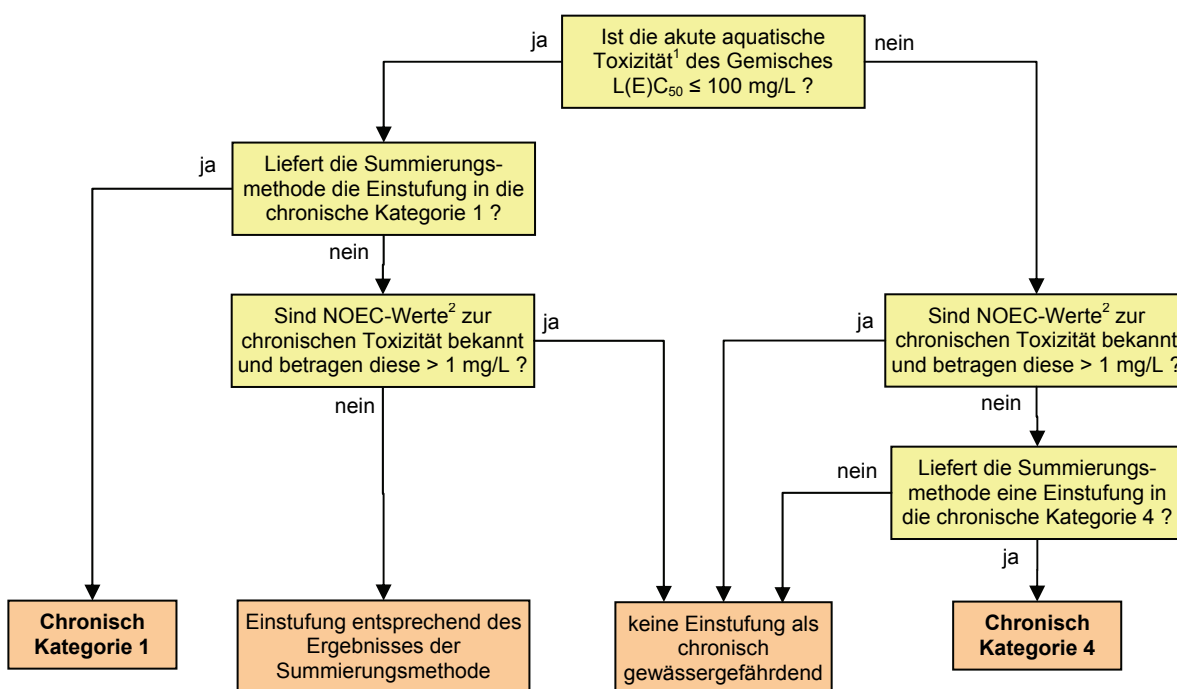 ja
Ist die akute aquatische
Toxizität¹ des Gemisches
L(E)C₅₀ ≤ 100 mg/L ?
nein
ja
Liefert die Summierungs-
methode die Einstufung in die
chronische Kategorie 1 ?
nein
Sind NOEC-Werte² zur
chronischen Toxizität bekannt
und betragen diese > 1 mg/L ?
ja
nein
ja
Sind NOEC-Werte² zur
chronischen Toxizität bekannt
und betragen diese > 1 mg/L ?
nein
nein
Liefert die Summierungs-
methode eine Einstufung in
die chronische Kategorie 4 ?
ja
Chronisch
Kategorie 1
Einstufung entsprechend des
Ergebnisses der
Summierungsmethode
keine Einstufung als
chronisch
gewässergefährdend
Chronisch
Kategorie 4